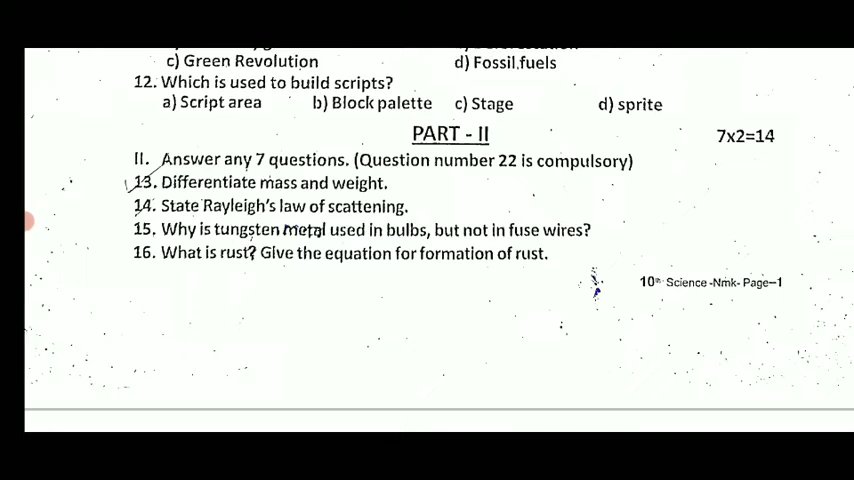 c) Green Revolution d) Fossil fuels
12. Which is used to build scripts?
a) Script area b) Block palette c) Stage d) sprite
PART - II 7x2=14
II. Answer any 7 questions. (Question number 22 is compulsory)
13. Differentiate mass and weight.
14. State Rayleigh's law of scattening.
15. Why is tungsten metal used in bulbs, but not in fuse wires?
16. What is rust? Give the equation for formation of rust.
10th Science -Nmk- Page-1